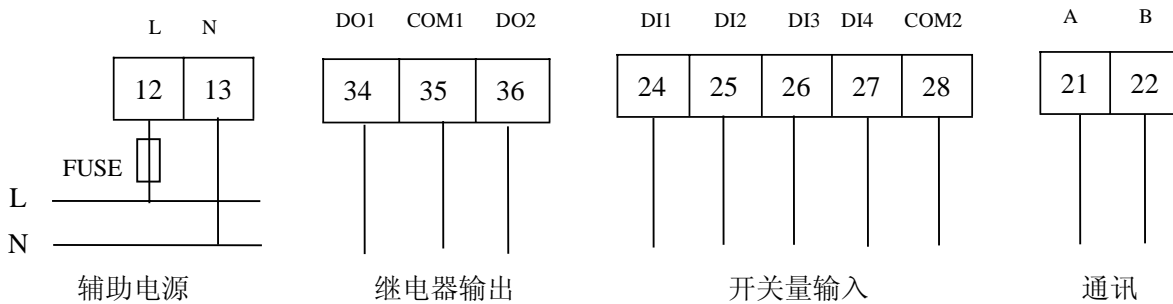 L N DO1 COM1 DO2 DI1 DI2 DI3 DI4 COM2 A B
12 13 34 35 36 24 25 26 27 28 21 22
FUSE
L
N
辅助电源 继电器输出 开关量输入 通讯